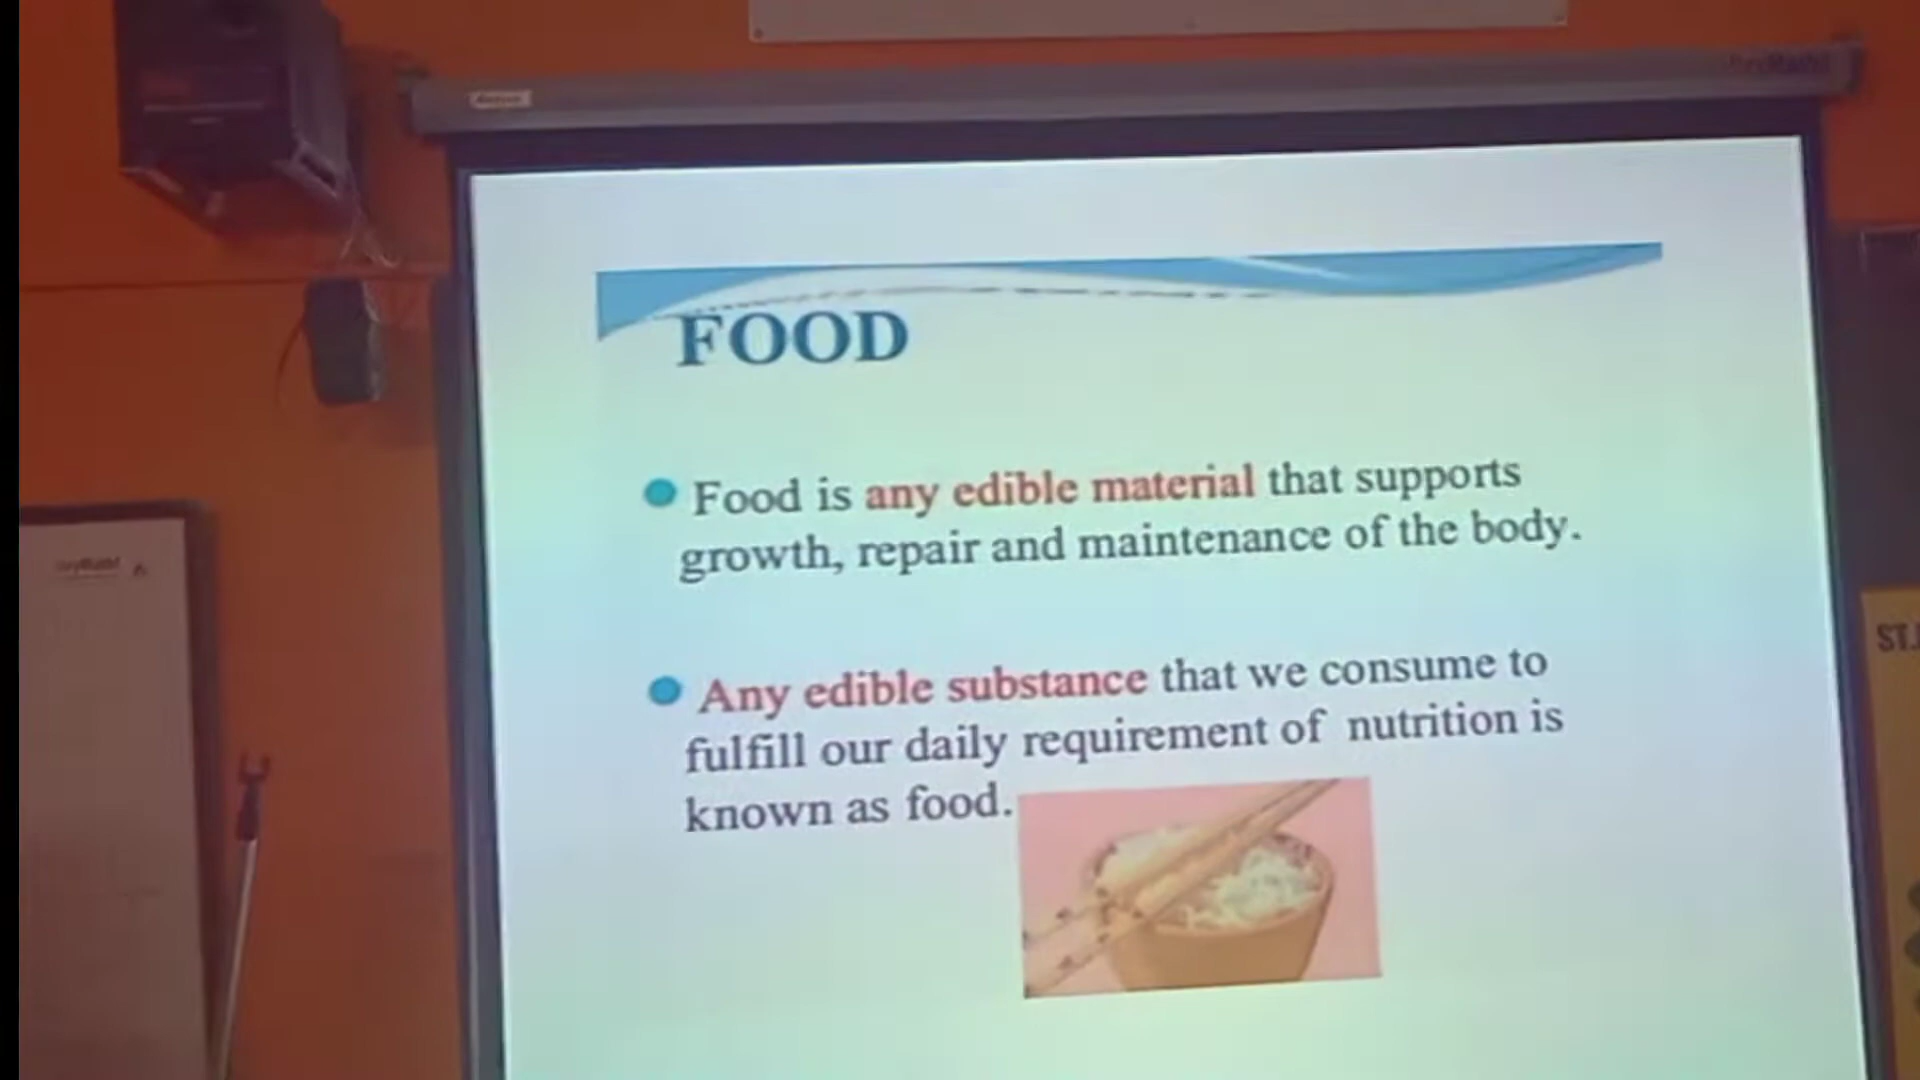 FOOD
Food is any edible material that supports
growth, repair and maintenance of the body.
Any edible substance that we consume to
fulfill our daily requirement of nutrition is
known as food.
ST.